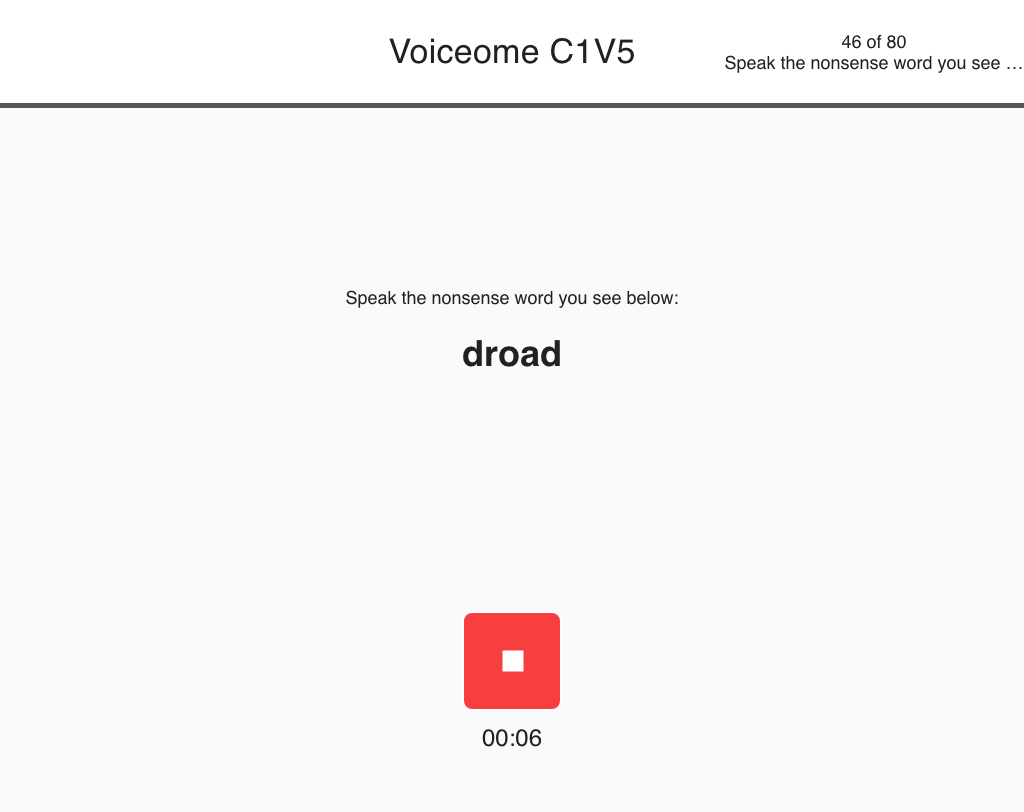 Voiceome C1V5
46 of 80
Speak the nonsense word you see …
Speak the nonsense word you see below:
droad
00:06